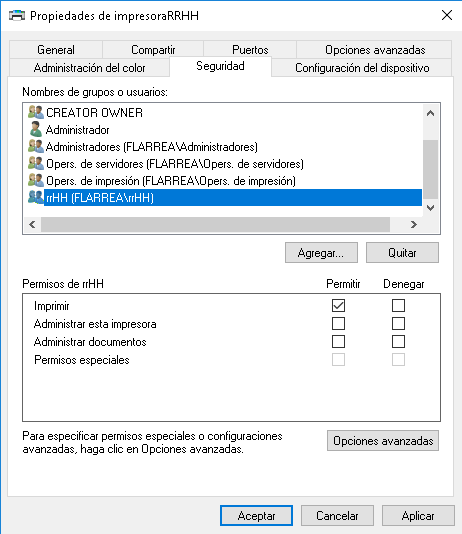 Propiedades de impresoraRRHH
General Compartir Puertos Opciones avanzadas
Administración del color Seguridad Configuración del dispositivo
Nombres de grupos o usuarios:
CREATOR OWNER
Administrador
Administradores (FLARREA\Administradores)
Opers. de servidores (FLARREA\Opers. de servidores)
Opers. de impresión (FLARREA\Opers. de impresión)
rrHH (FLARREA\rrHH)
Agregar... Quitar
Permisos de rrHH Permitir Denegar
Imprimir
Administrar esta impresora
Administrar documentos
Permisos especiales
Para especificar permisos especiales o configuraciones
avanzadas, haga clic en Opciones avanzadas.
Opciones avanzadas
Aceptar Cancelar Aplicar